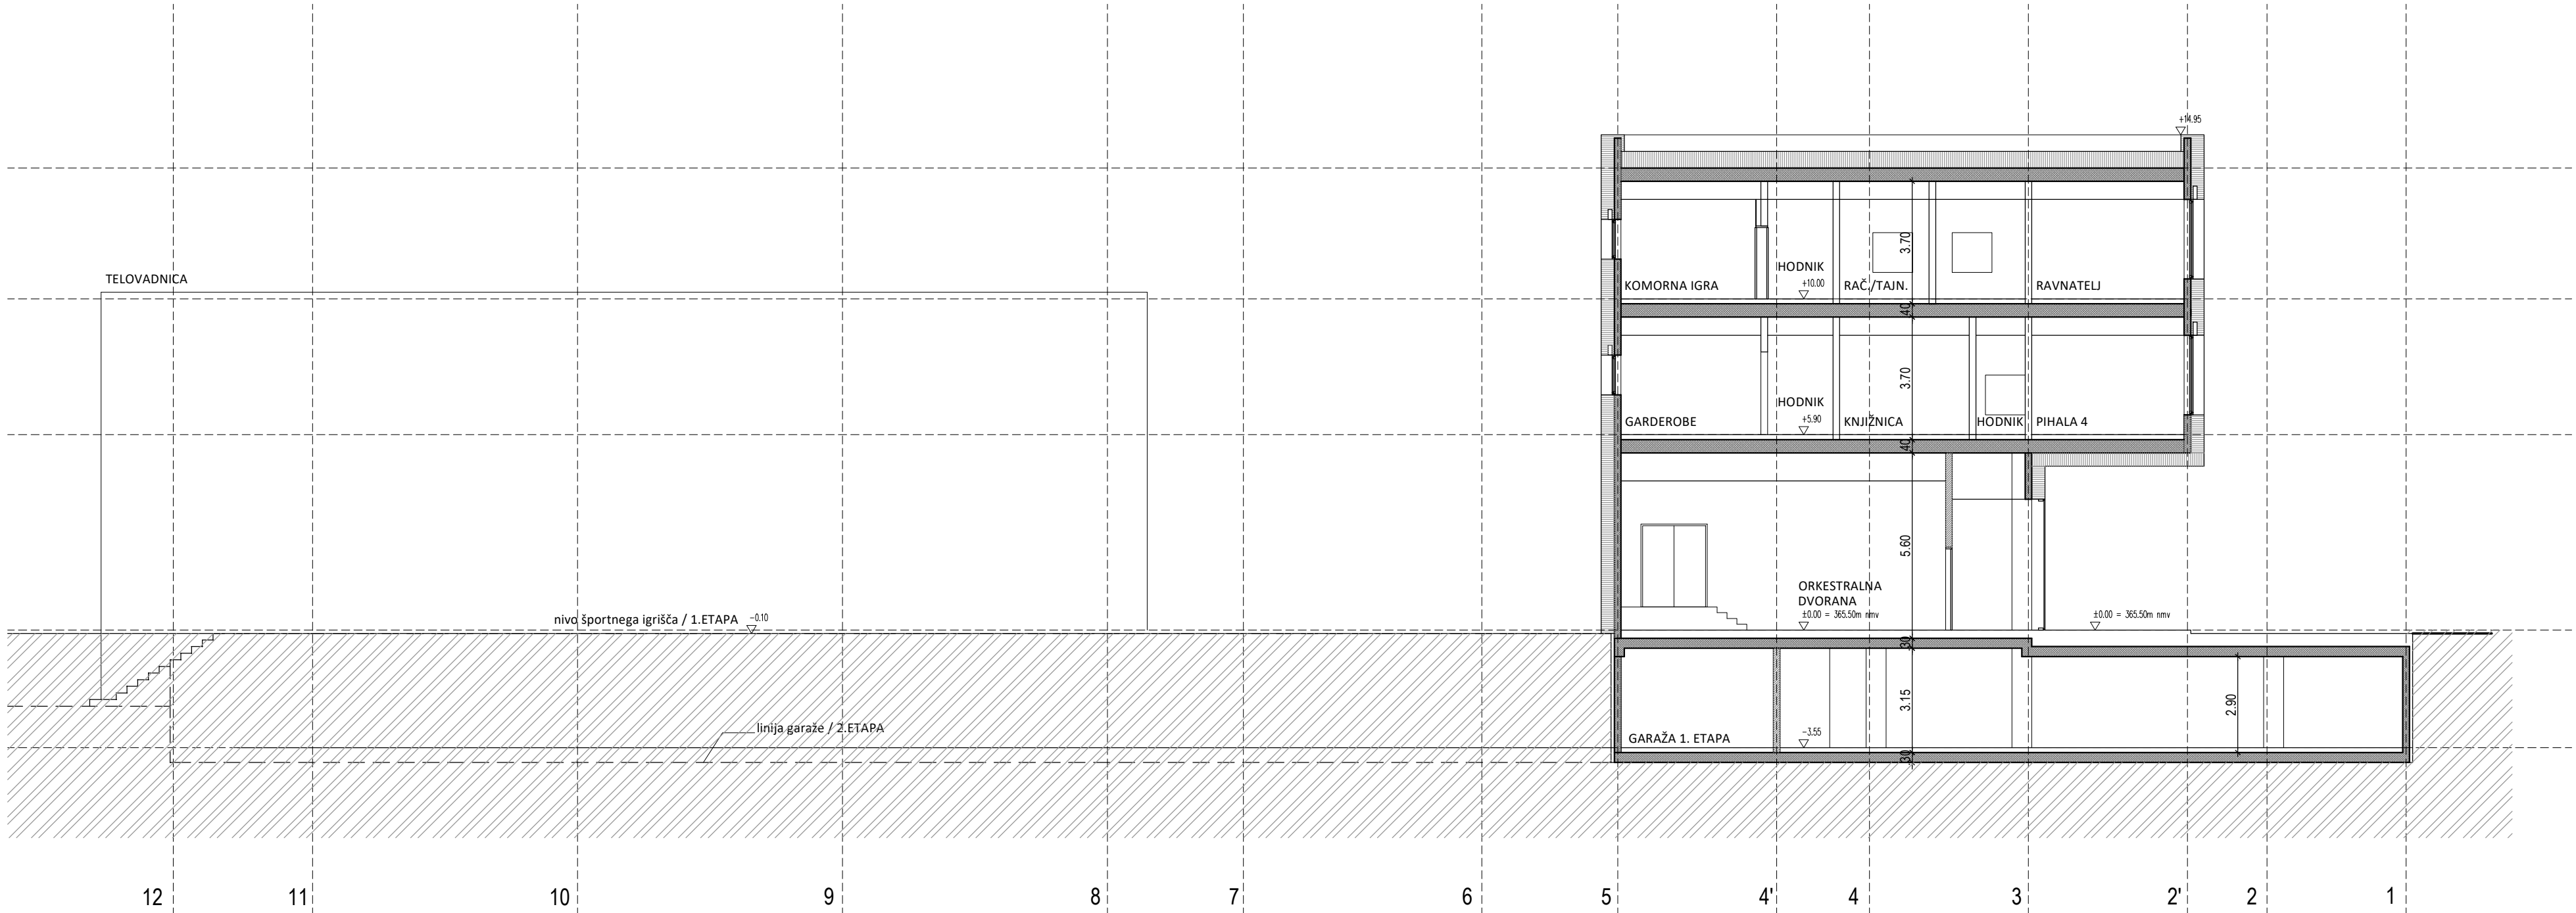 +14.95
TELOVADNICA
3.70
HODNIK
KOMORNA IGRA
+10.00
RAČ./TAJN.
RAVNATELJ
40
3.70
HODNIK
GARDEROBE
+5.90
KNJIŽNICA
HODNIK
PIHALA 4
40
5.60
ORKESTRALNA
DVORANA
±0.00 = 365.50m nmv
±0.00 = 365.50m nmv
nivo športnega igrišča / 1.ETAPA
-0.10
30
3.15
2.90
linija garaže / 2.ETAPA
GARAŽA 1. ETAPA
-3.55
30
12
11
10
9
8
7
6
5
4'
4
3
2'
2
1